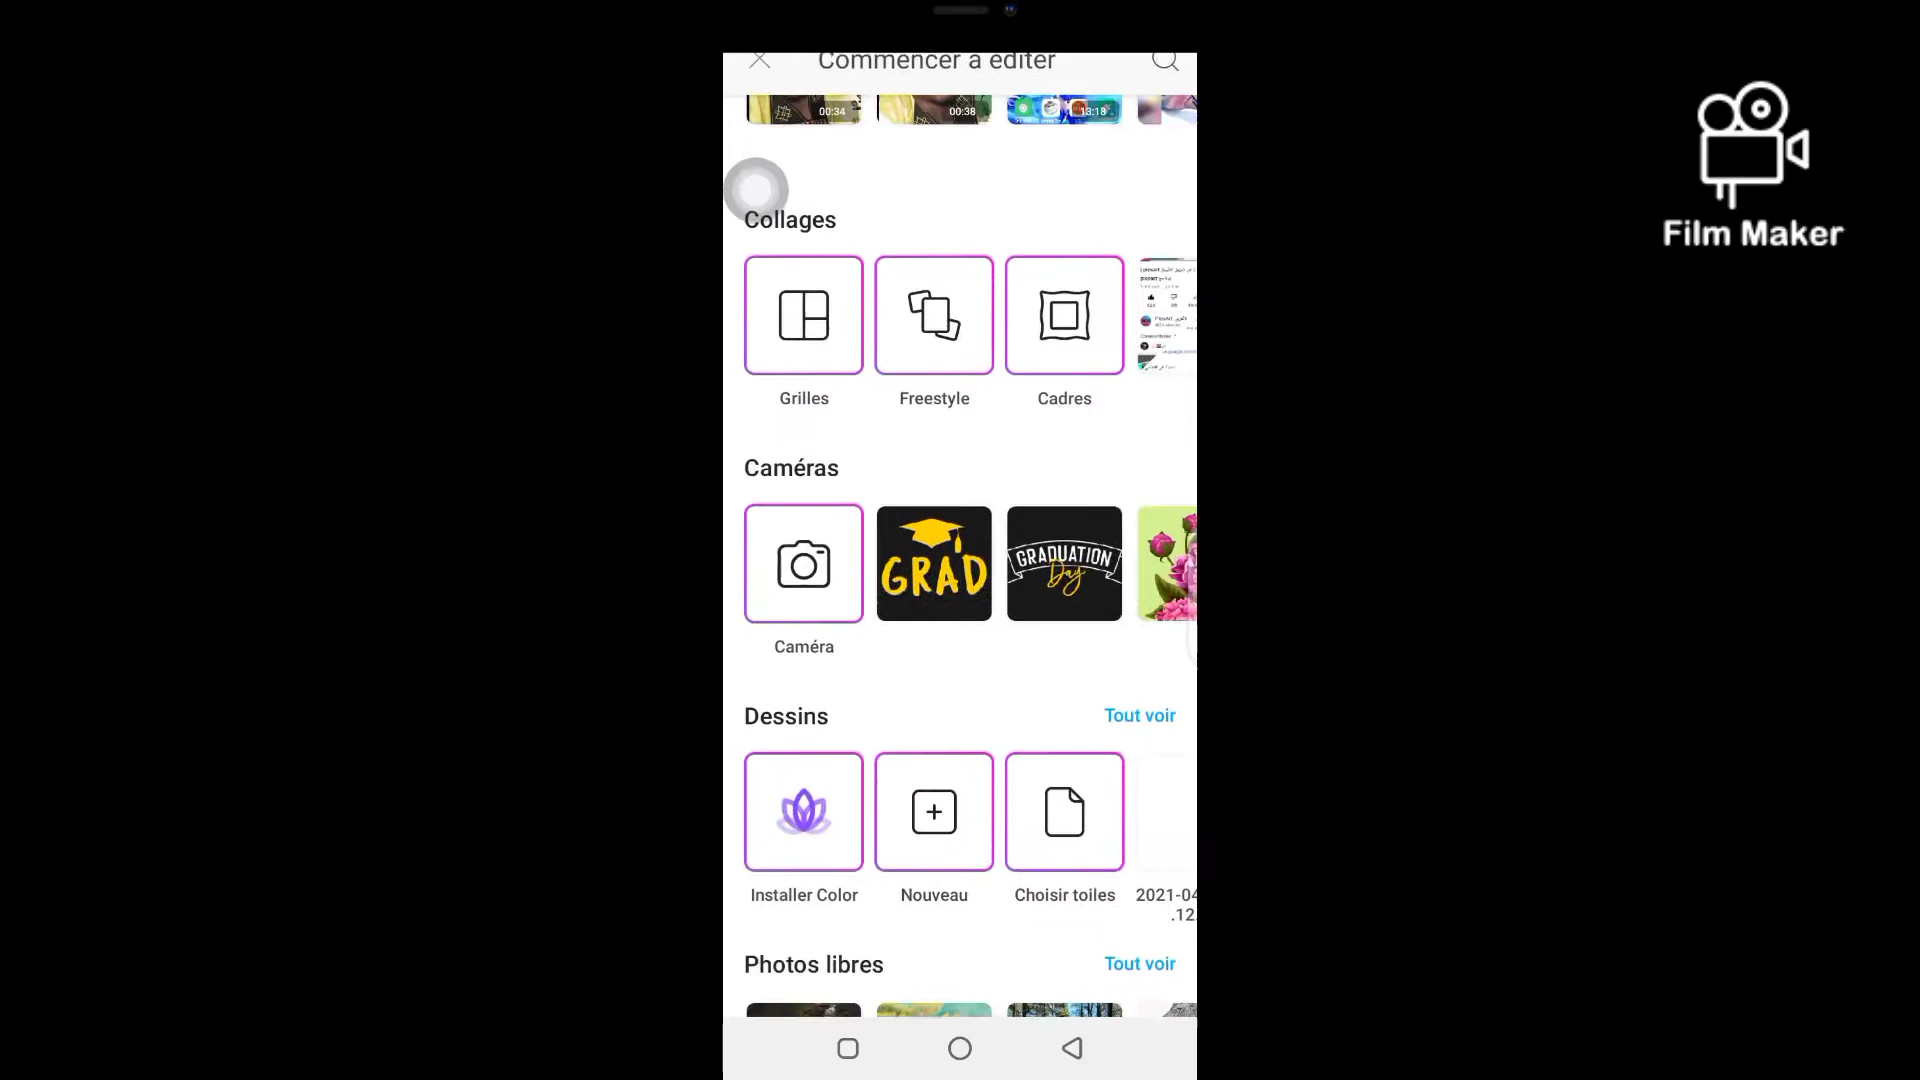 Commencer à éditer
00:34
00:38
13:18
Collages
Grilles
Freestyle
Cadres
Caméras
GRAD
GRADUATION
Day
Caméra
Dessins
Tout voir
Installer Color
Nouveau
Choisir toiles
2021-04
.12.
Photos libres
Tout voir
Film Maker